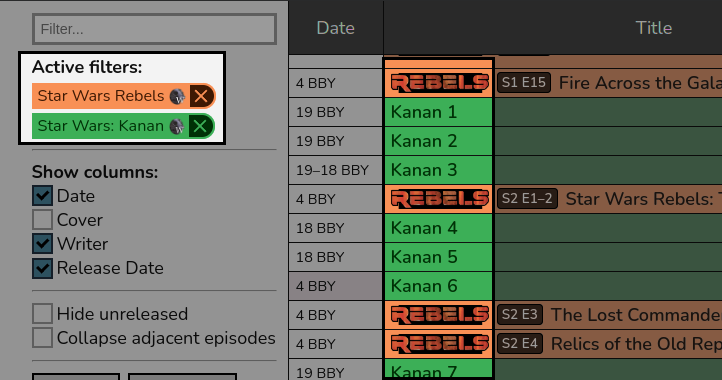 Filter...
Active filters:
Star Wars Rebels
Star Wars: Kanan
Show columns:
Date
Cover
Writer
Release Date
Hide unreleased
Collapse adjacent episodes
Date Title
4 BBY REBELS S1 E15 Fire Across the Gala
19 BBY Kanan 1
19 BBY Kanan 2
19–18 BBY Kanan 3
4 BBY REBELS S2 E1–2 Star Wars Rebels:
18 BBY Kanan 4
18 BBY Kanan 5
4 BBY Kanan 6
4 BBY REBELS S2 E3 The Lost Commande
4 BBY REBELS S2 E4 Relics of the Old Rep
19 BBY Kanan 7